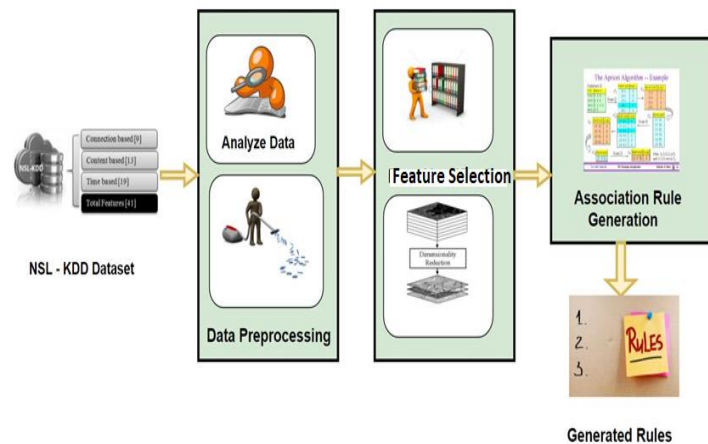 NSL-KDD
Connection based [9]
Content based [13]
Time based [19]
Total Features [41]
NSL - KDD Dataset
Analyze Data
Data Preprocessing
Feature Selection
Dimensionality
Reduction
The Apriori Algorithm — Example
Association Rule
Generation
1.
2.
3.
RULES
Generated Rules